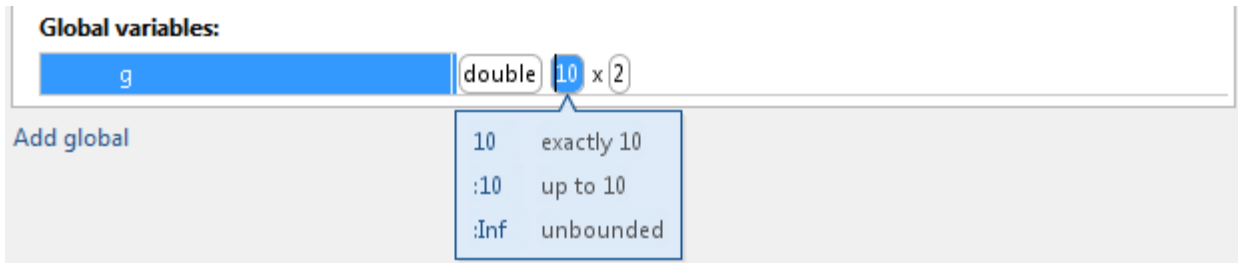 Global variables:
g double 10 x 2
Add global
10 exactly 10
:10 up to 10
:Inf unbounded